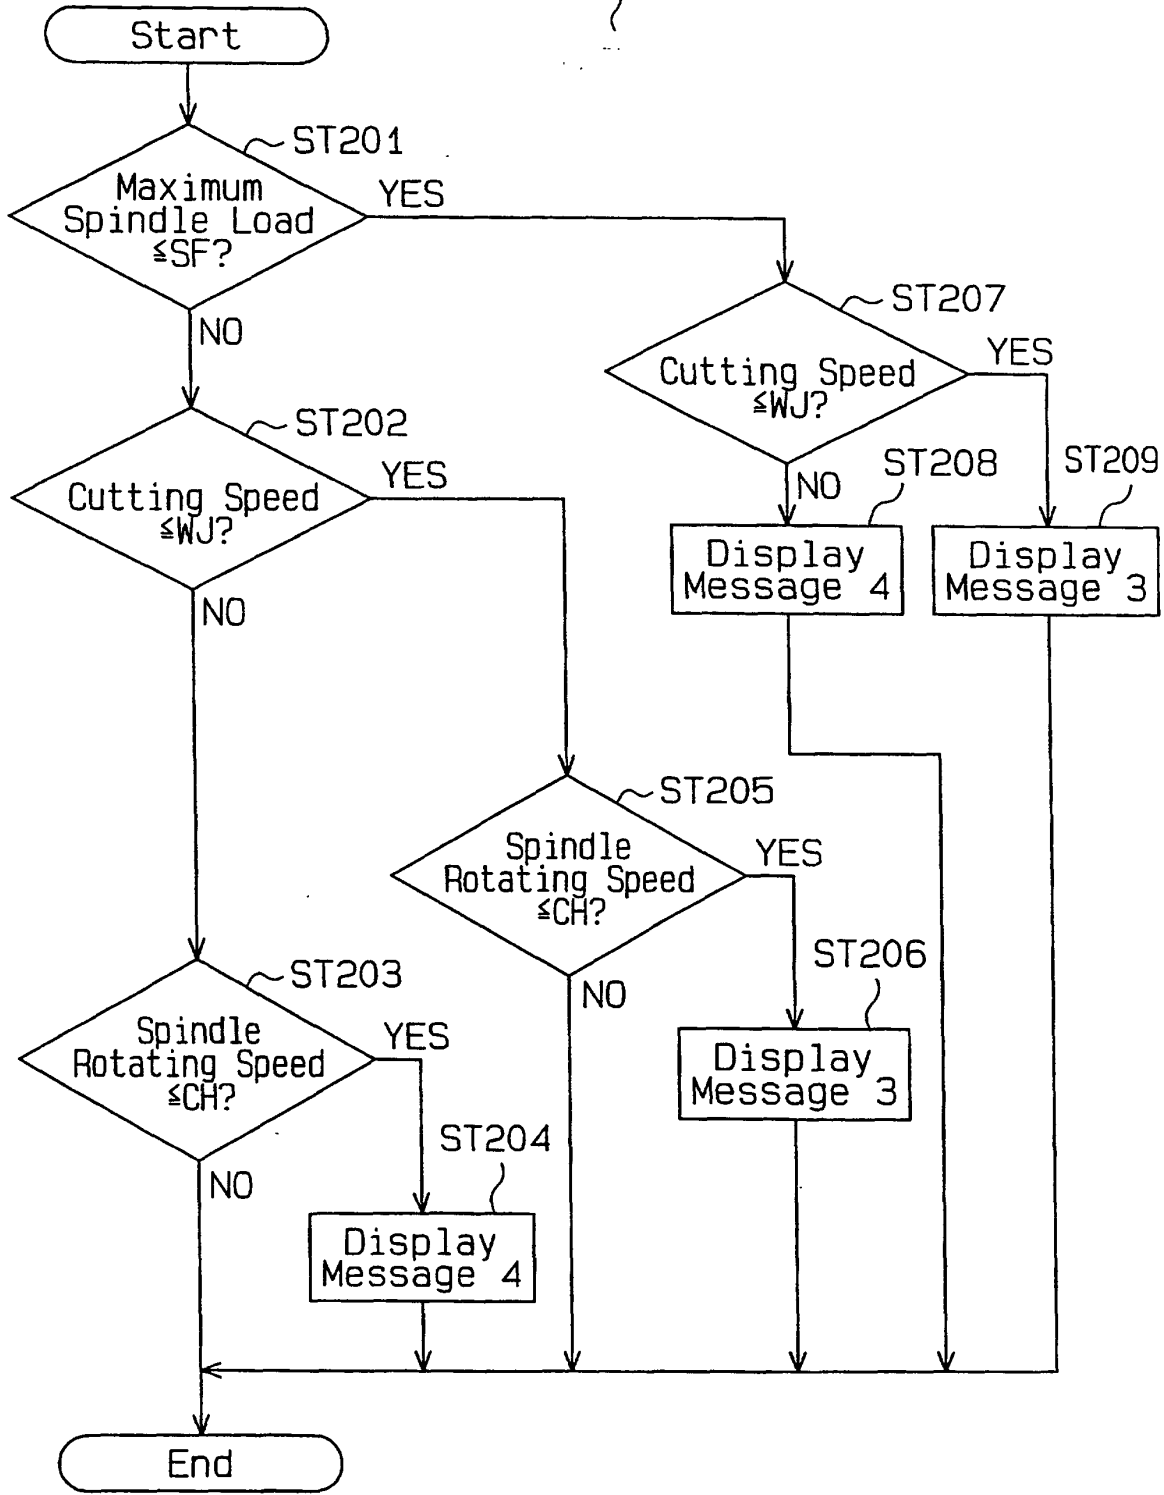 Start
ST201
Maximum
Spindle Load
≦SF?
YES
NO
ST207
Cutting Speed
≦WJ?
YES
NO
ST202
Cutting Speed
≦WJ?
YES
NO
ST208
Display
Message 4
ST209
Display
Message 3
ST205
Spindle
Rotating Speed
≦CH?
YES
NO
ST206
Display
Message 3
ST203
Spindle
Rotating Speed
≦CH?
YES
NO
ST204
Display
Message 4
End